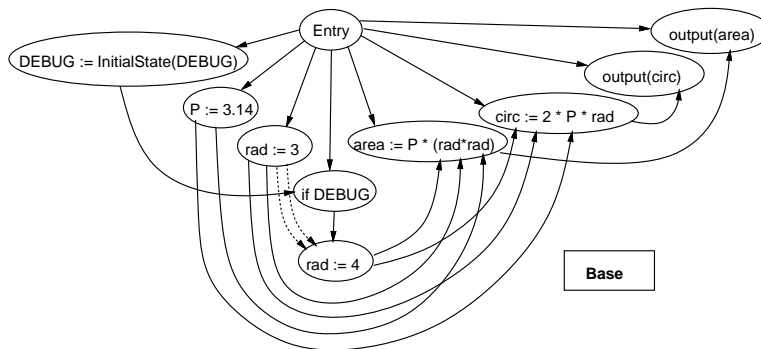 Entry
output(area)
DEBUG := InitialState(DEBUG)
output(circ)
P := 3.14
circ := 2 * P * rad
rad := 3
area := P * (rad*rad)
if DEBUG
rad := 4
Base